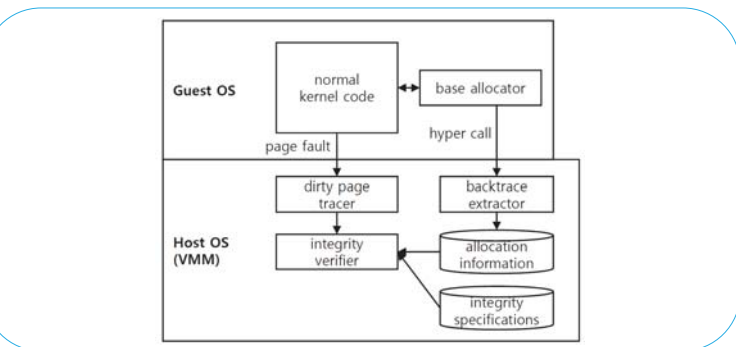 Guest OS
normal
kernel code
base allocator
page fault
hyper call
dirty page
tracer
backtrace
extractor
Host OS
(VMM)
integrity
verifier
allocation
information
integrity
specifications